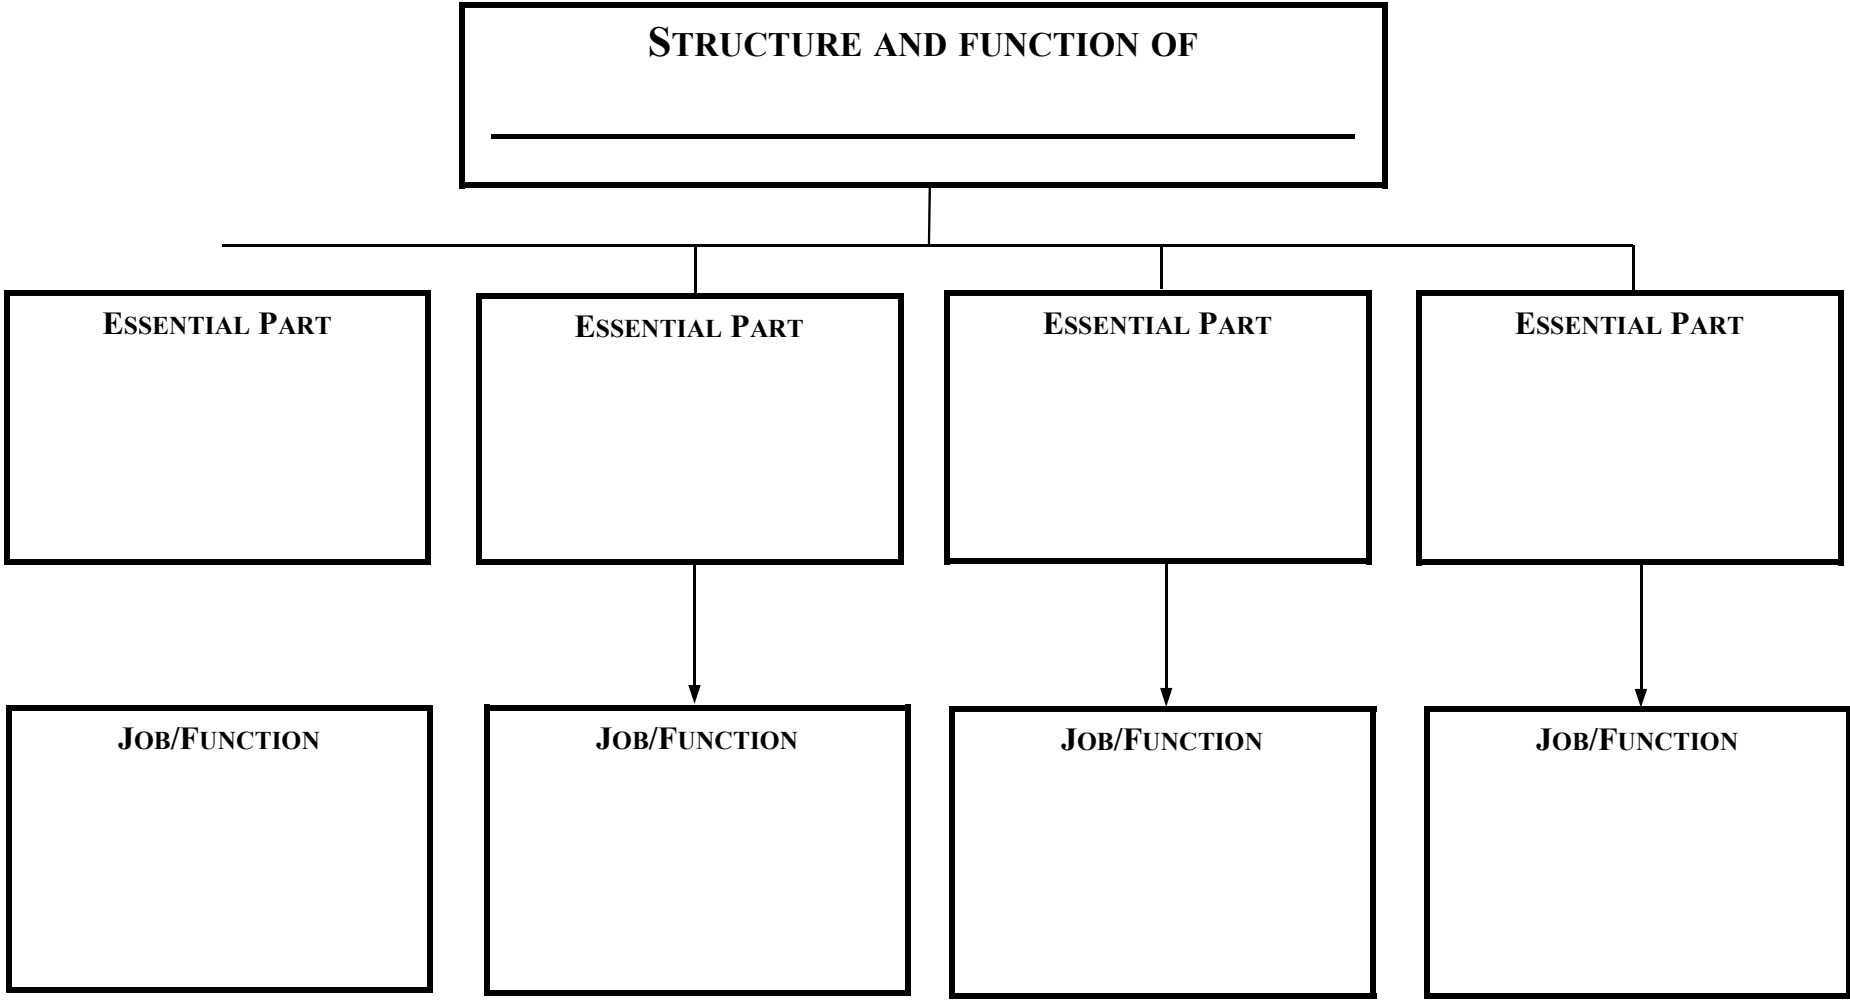 STRUCTURE AND FUNCTION OF
ESSENTIAL PART
ESSENTIAL PART
ESSENTIAL PART
ESSENTIAL PART
JOB/FUNCTION
JOB/FUNCTION
JOB/FUNCTION
JOB/FUNCTION